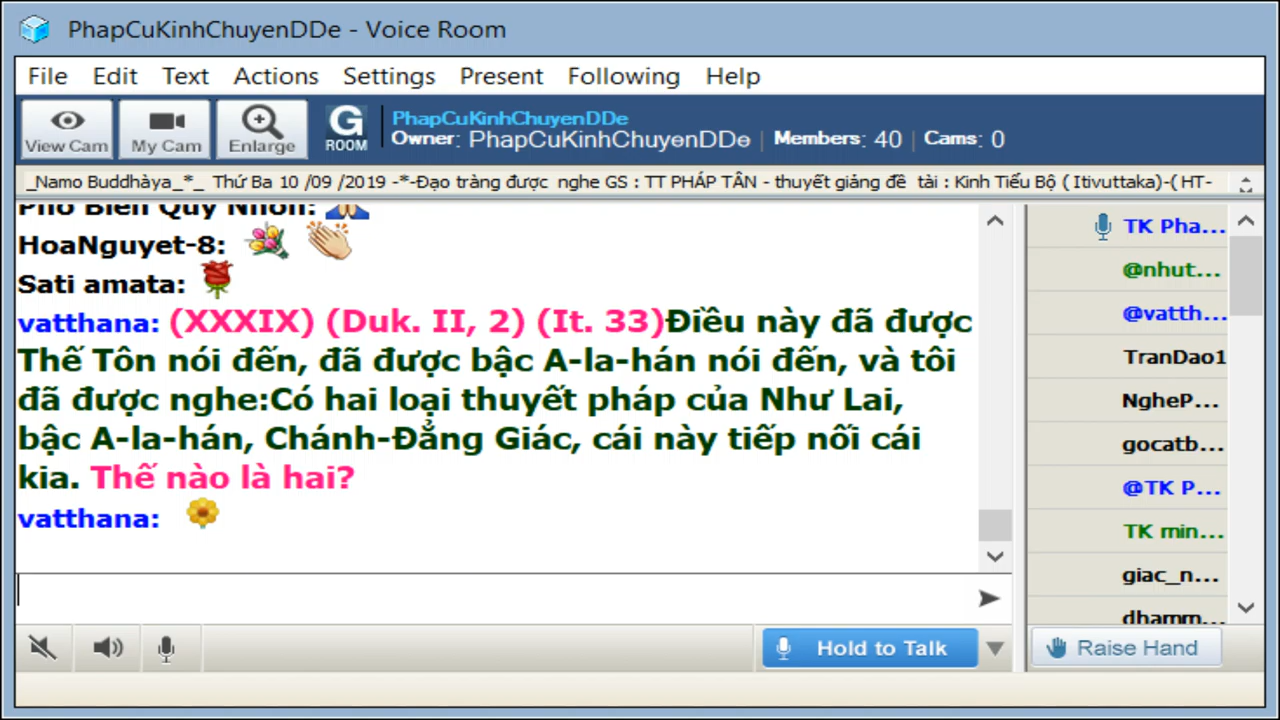 PhapCuKinhChuyenDDe - Voice Room
File Edit Text Actions Settings Present Following Help
View Cam
My Cam
Enlarge
G ROOM
PhapCuKinhChuyenDDe
Owner: PhapCuKinhChuyenDDe | Members: 40 | Cams: 0
_Namo Buddhàya_*_ Thứ Ba 10 /09 /2019 -*-Đạo tràng được nghe GS : TT PHÁP TÂN - thuyết giảng đề tài : Kinh Tiểu Bộ ( Itivuttaka)-( HT-
Pho Bien Quy Nhon:
HoaNguyet-8:
Sati amata:
vatthana: (XXXIX) (Duk. II, 2) (It. 33)Điều này đã được
Thế Tôn nói đến, đã được bậc A-la-hán nói đến, và tôi
đã được nghe:Có hai loại thuyết pháp của Như Lai,
bậc A-la-hán, Chánh-Đẳng Giác, cái này tiếp nối cái
kia. Thế nào là hai?
vatthana:
TK Pha...
@nhut...
@vatth...
TranDao1
NgheP...
gocatb...
@TK P...
TK min...
giac_n...
dhamm...
Hold to Talk
Raise Hand